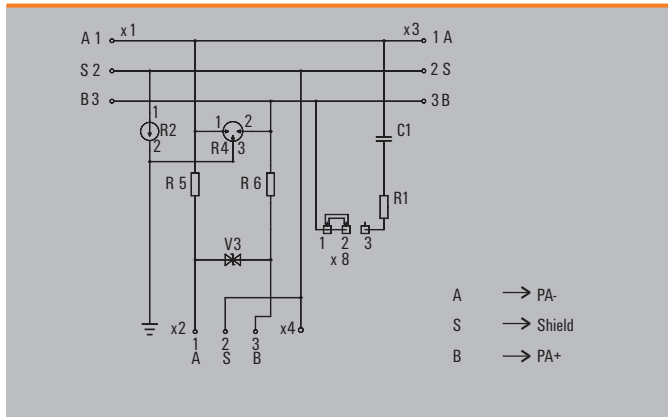 A 1 x1 x3 1 A
S 2 2 S
B 3 3 B
1 R2 2
1 2 R4 3
C1
R 5 R 6 R1
1 2 3
x 8
V3
x2 x4
1 2 3
A S B
A → PA-
S → Shield
B → PA+